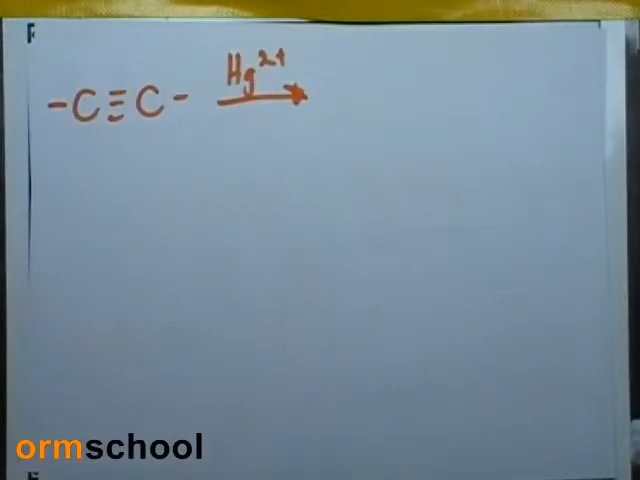 -C≡C- Hg²⁺ →
ormschool